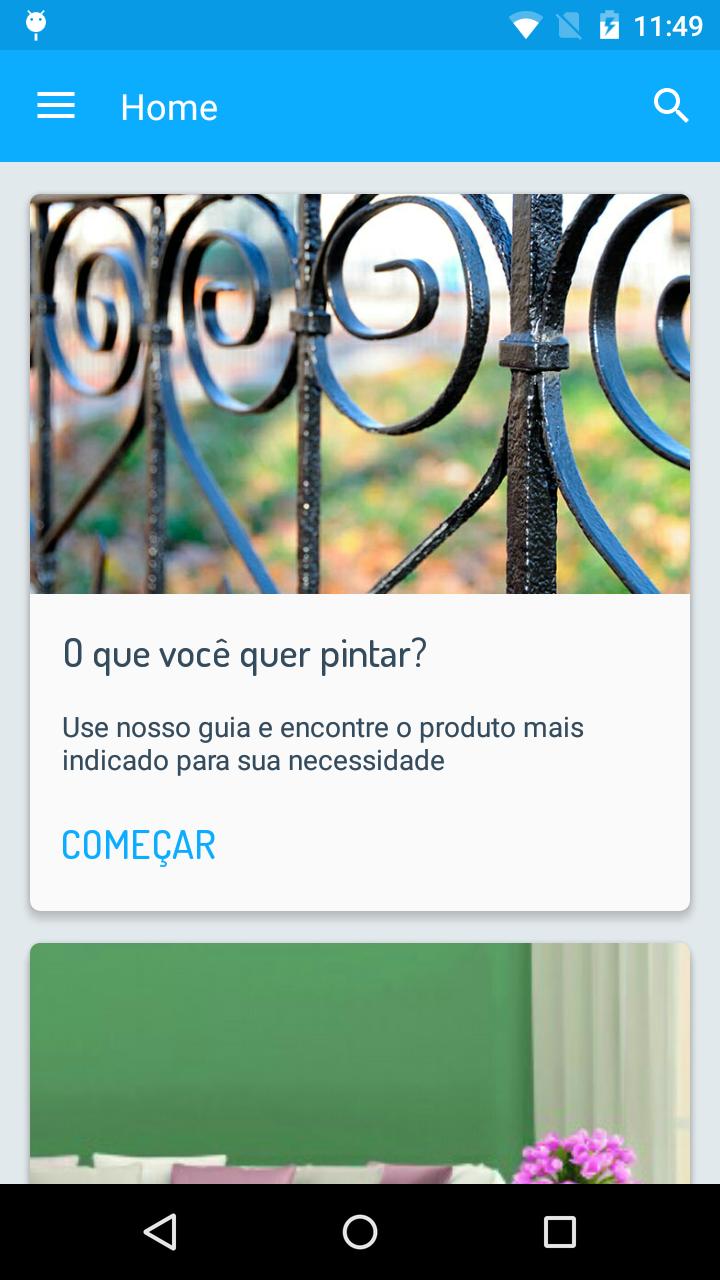 11:49
Home
O que você quer pintar?
Use nosso guia e encontre o produto mais
indicado para sua necessidade
COMEÇAR